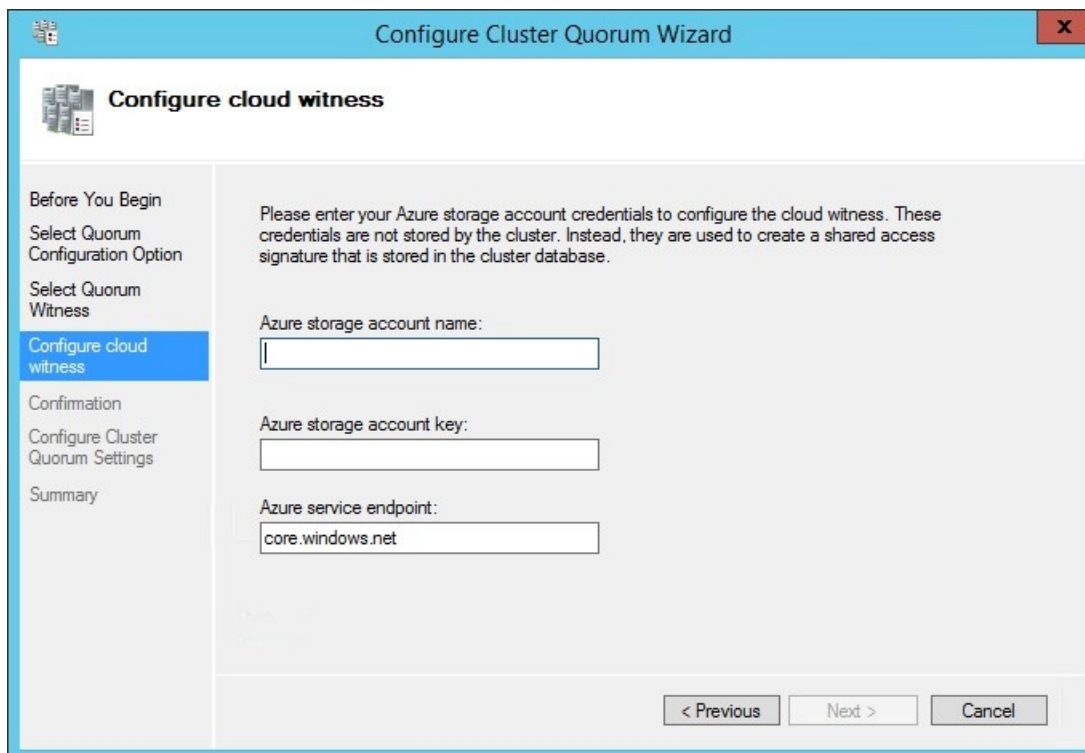 Configure Cluster Quorum Wizard
x
Configure cloud witness
Before You Begin
Select Quorum
Configuration Option
Select Quorum
Witness
Configure cloud
witness
Confirmation
Configure Cluster
Quorum Settings
Summary
Please enter your Azure storage account credentials to configure the cloud witness. These
credentials are not stored by the cluster. Instead, they are used to create a shared access
signature that is stored in the cluster database.
Azure storage account name:
Azure storage account key:
Azure service endpoint:
core.windows.net
< Previous
Next >
Cancel